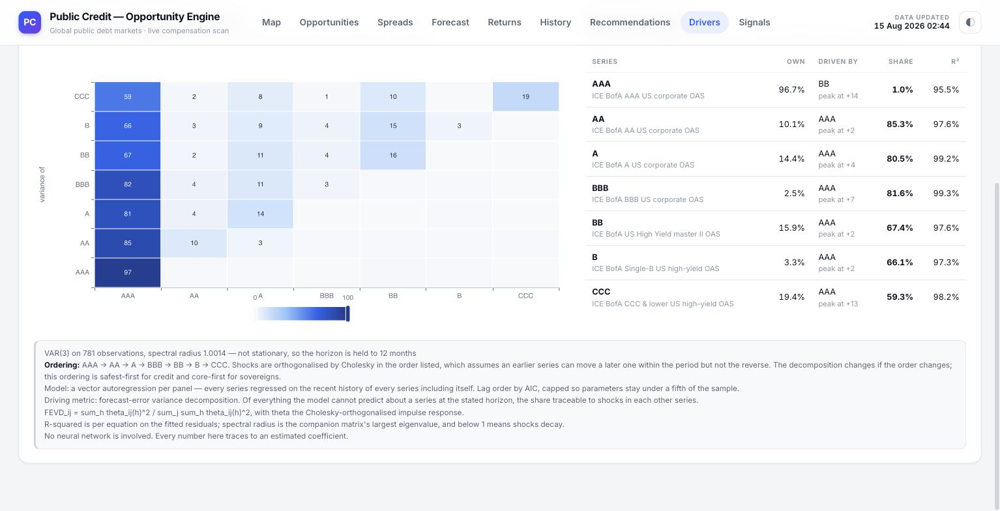 PC
Public Credit — Opportunity Engine
Global public debt markets · live compensation scan
Map Opportunities Spreads Forecast Returns History Recommendations Drivers Signals
DATA UPDATED
15 Aug 2026 02:44
variance of
CCC 59 2 8 1 10 19
B 66 3 9 4 15 3
BB 67 2 11 4 16
BBB 82 4 11 3
A 81 4 14
AA 85 10 3
AAA 97
AAA AA A BBB BB B CCC
0 100
SERIES OWN DRIVEN BY SHARE R²
AAA 96.7% BB 1.0% 95.5%
ICE BofA AAA US corporate OAS peak at +14
AA 10.1% AAA 85.3% 97.6%
ICE BofA AA US corporate OAS peak at +2
A 14.4% AAA 80.5% 99.2%
ICE BofA A US corporate OAS peak at +4
BBB 2.5% AAA 81.6% 99.3%
ICE BofA BBB US corporate OAS peak at +7
BB 15.9% AAA 67.4% 97.6%
ICE BofA US High Yield master II OAS peak at +2
B 3.3% AAA 66.1% 97.3%
ICE BofA Single-B US high-yield OAS peak at +2
CCC 19.4% AAA 59.3% 98.2%
ICE BofA CCC & lower US high-yield OAS peak at +13
VAR(3) on 781 observations, spectral radius 1.0014 — not stationary, so the horizon is held to 12 months
Ordering: AAA → AA → A → BBB → BB → B → CCC. Shocks are orthogonalised by Cholesky in the order listed, which assumes an earlier series can move a later one within the period but not the reverse. The decomposition changes if the order changes;
this ordering is safest-first for credit and core-first for sovereigns.
Model: a vector autoregression per panel — every series regressed on the recent history of every series including itself. Lag order by AIC, capped so parameters stay under a fifth of the sample.
Driving metric: forecast-error variance decomposition. Of everything the model cannot predict about a series at the stated horizon, the share traceable to shocks in each other series.
FEVD_ij = sum_h theta_ij(h)^2 / sum_j sum_h theta_ij(h)^2, with theta the Cholesky-orthogonalised impulse response.
R-squared is per equation on the fitted residuals; spectral radius is the companion matrix's largest eigenvalue, and below 1 means shocks decay.
No neural network is involved. Every number here traces to an estimated coefficient.